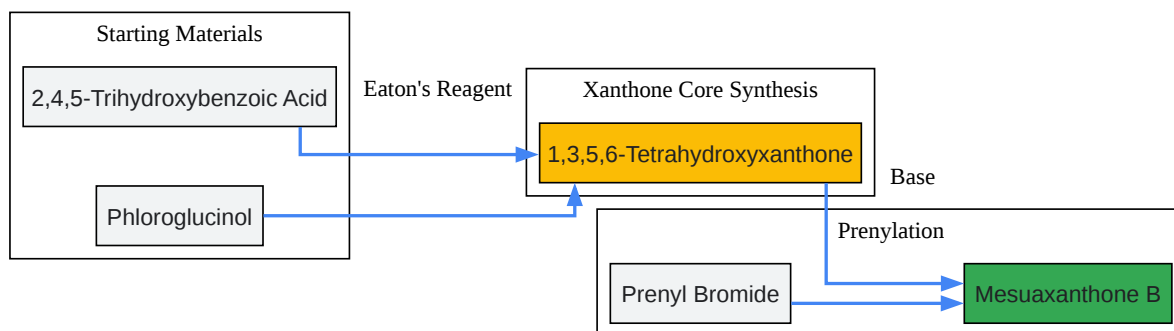 Starting Materials
2,4,5-Trihydroxybenzoic Acid
Eaton's Reagent
Xanthone Core Synthesis
1,3,5,6-Tetrahydroxyxanthone
Phloroglucinol
Base
Prenylation
Prenyl Bromide
Mesuaxanthone B